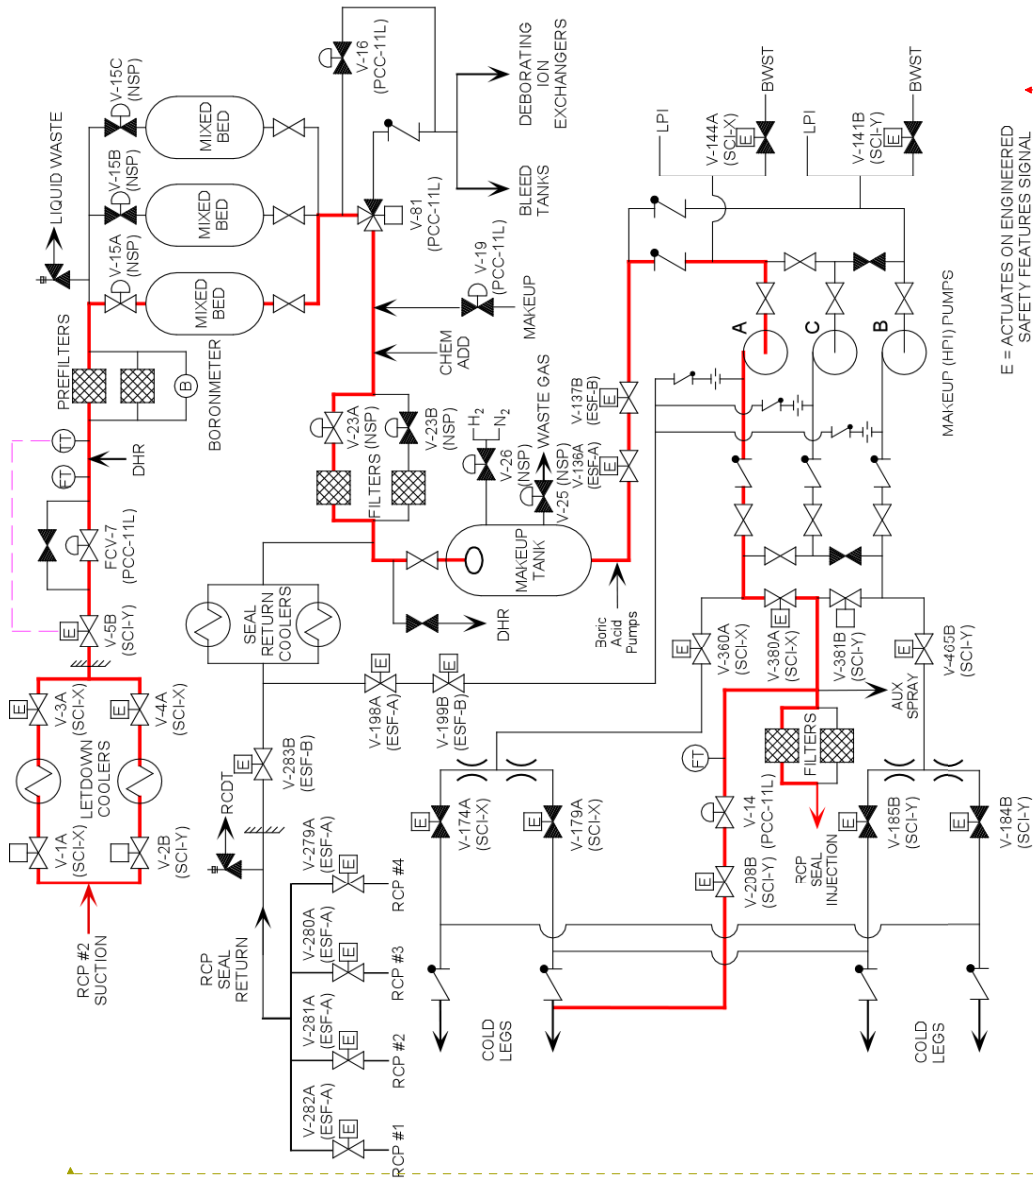 RCP #2
SUCTION
V-1A
(SCI-X)
V-2B
(SCI-Y)
LETDOWN
COOLERS
E
V-3A
(SCI-X)
E
V-4A
(SCI-X)
E
V-5B
(SCI-Y)
FCV-7
(PCC-11L)
FT
TT
DHR
PREFILTERS
B
BORONMETER
LIQUID WASTE
V-15A
(NSP)
V-15B
(NSP)
V-15C
(NSP)
MIXED
BED
MIXED
BED
MIXED
BED
V-16
(PCC-11L)
V-81
(PCC-11L)
BLEED
TANKS
DEBORATING
ION
EXCHANGERS
V-19
(PCC-11L)
MAKEUP
CHEM
ADD
V-23A
(NSP)
V-23B
(NSP)
FILTERS
H2
N2
V-26
(NSP)
V-25 (NSP)
WASTE GAS
MAKEUP
TANK
DHR
Boric
Acid
Pumps
E
V-136A
(ESF-A)
E
V-137B
(ESF-B)
LPI
E
V-144A
(SCI-X)
BWST
LPI
E
V-141B
(SCI-Y)
BWST
A
C
B
MAKEUP (HPI) PUMPS
E = ACTUATES ON ENGINEERED
SAFETY FEATURES SIGNAL
SEAL
RETURN
COOLERS
E
V-198A
(ESF-A)
E
V-199B
(ESF-B)
E
V-283B
(ESF-B)
RCDT
RCP
SEAL
RETURN
E
V-279A
(ESF-A)
RCP #4
E
V-280A
(ESF-A)
RCP #3
E
V-281A
(ESF-A)
RCP #2
E
V-282A
(ESF-A)
RCP #1
E
V-360A
(SCI-X)
E
V-380A
(SCI-X)
V-381B
(SCI-Y)
E
V-465B
(SCI-Y)
AUX
SPRAY
FILTERS
RCP
SEAL
INJECTION
FT
V-14
(PCC-11L)
E
V-208B
(SCI-Y)
E
V-174A
(SCI-X)
E
V-179A
(SCI-X)
E
V-185B
(SCI-Y)
E
V-184B
(SCI-Y)
COLD
LEGS
COLD
LEGS